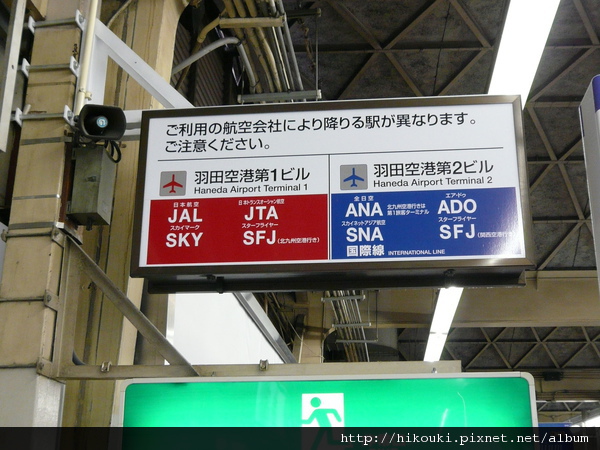 ご利用の航空会社により降りる駅が異なります。
ご注意ください。
羽田空港第1ビル
Haneda Airport Terminal 1
日本航空
JAL
日本トランスオーシャン航空
JTA
スカイマーク
SKY
スターフライヤー
SFJ(北九州空港行き)
羽田空港第2ビル
Haneda Airport Terminal 2
全日空
ANA
北九州空港行きは
第1旅客ターミナル
エア・ドゥ
ADO
スカイネットアジア航空
SNA
スターフライヤー
SFJ(関西空港行き)
国際線 INTERNATIONAL LINE
http://hikouki.pixnet.net/album